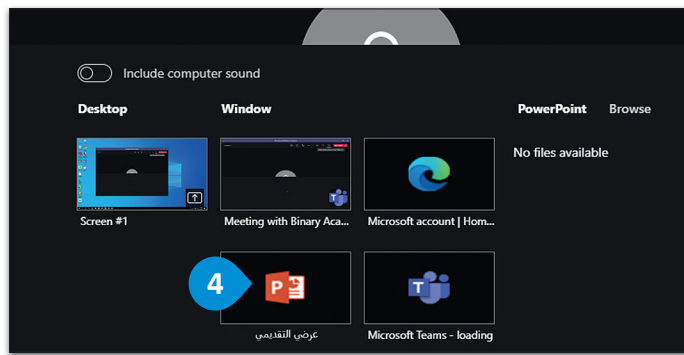 Include computer sound
Desktop
Window
PowerPoint
Browse
No files available
Screen #1
Meeting with Binary Aca...
Microsoft account | Hom...
4
عرضي التقديمي
Microsoft Teams - loading